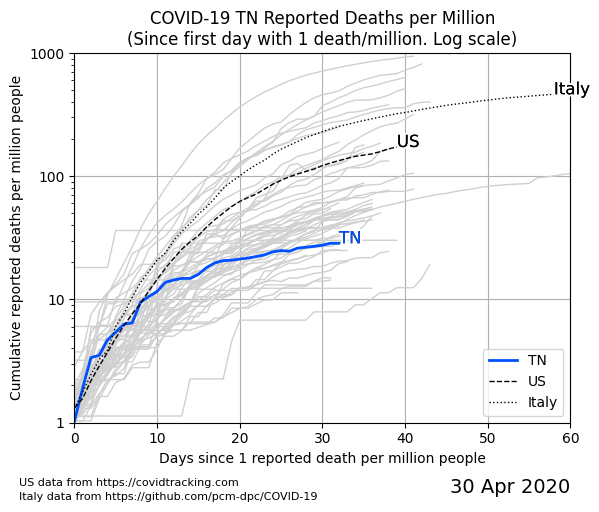 COVID-19 TN Reported Deaths per Million
(Since first day with 1 death/million. Log scale)
Cumulative reported deaths per million people
1000
100
10
1
Italy
US
TN
TN
US
Italy
0 10 20 30 40 50 60
Days since 1 reported death per million people
US data from https://covidtracking.com
Italy data from https://github.com/pcm-dpc/COVID-19
30 Apr 2020